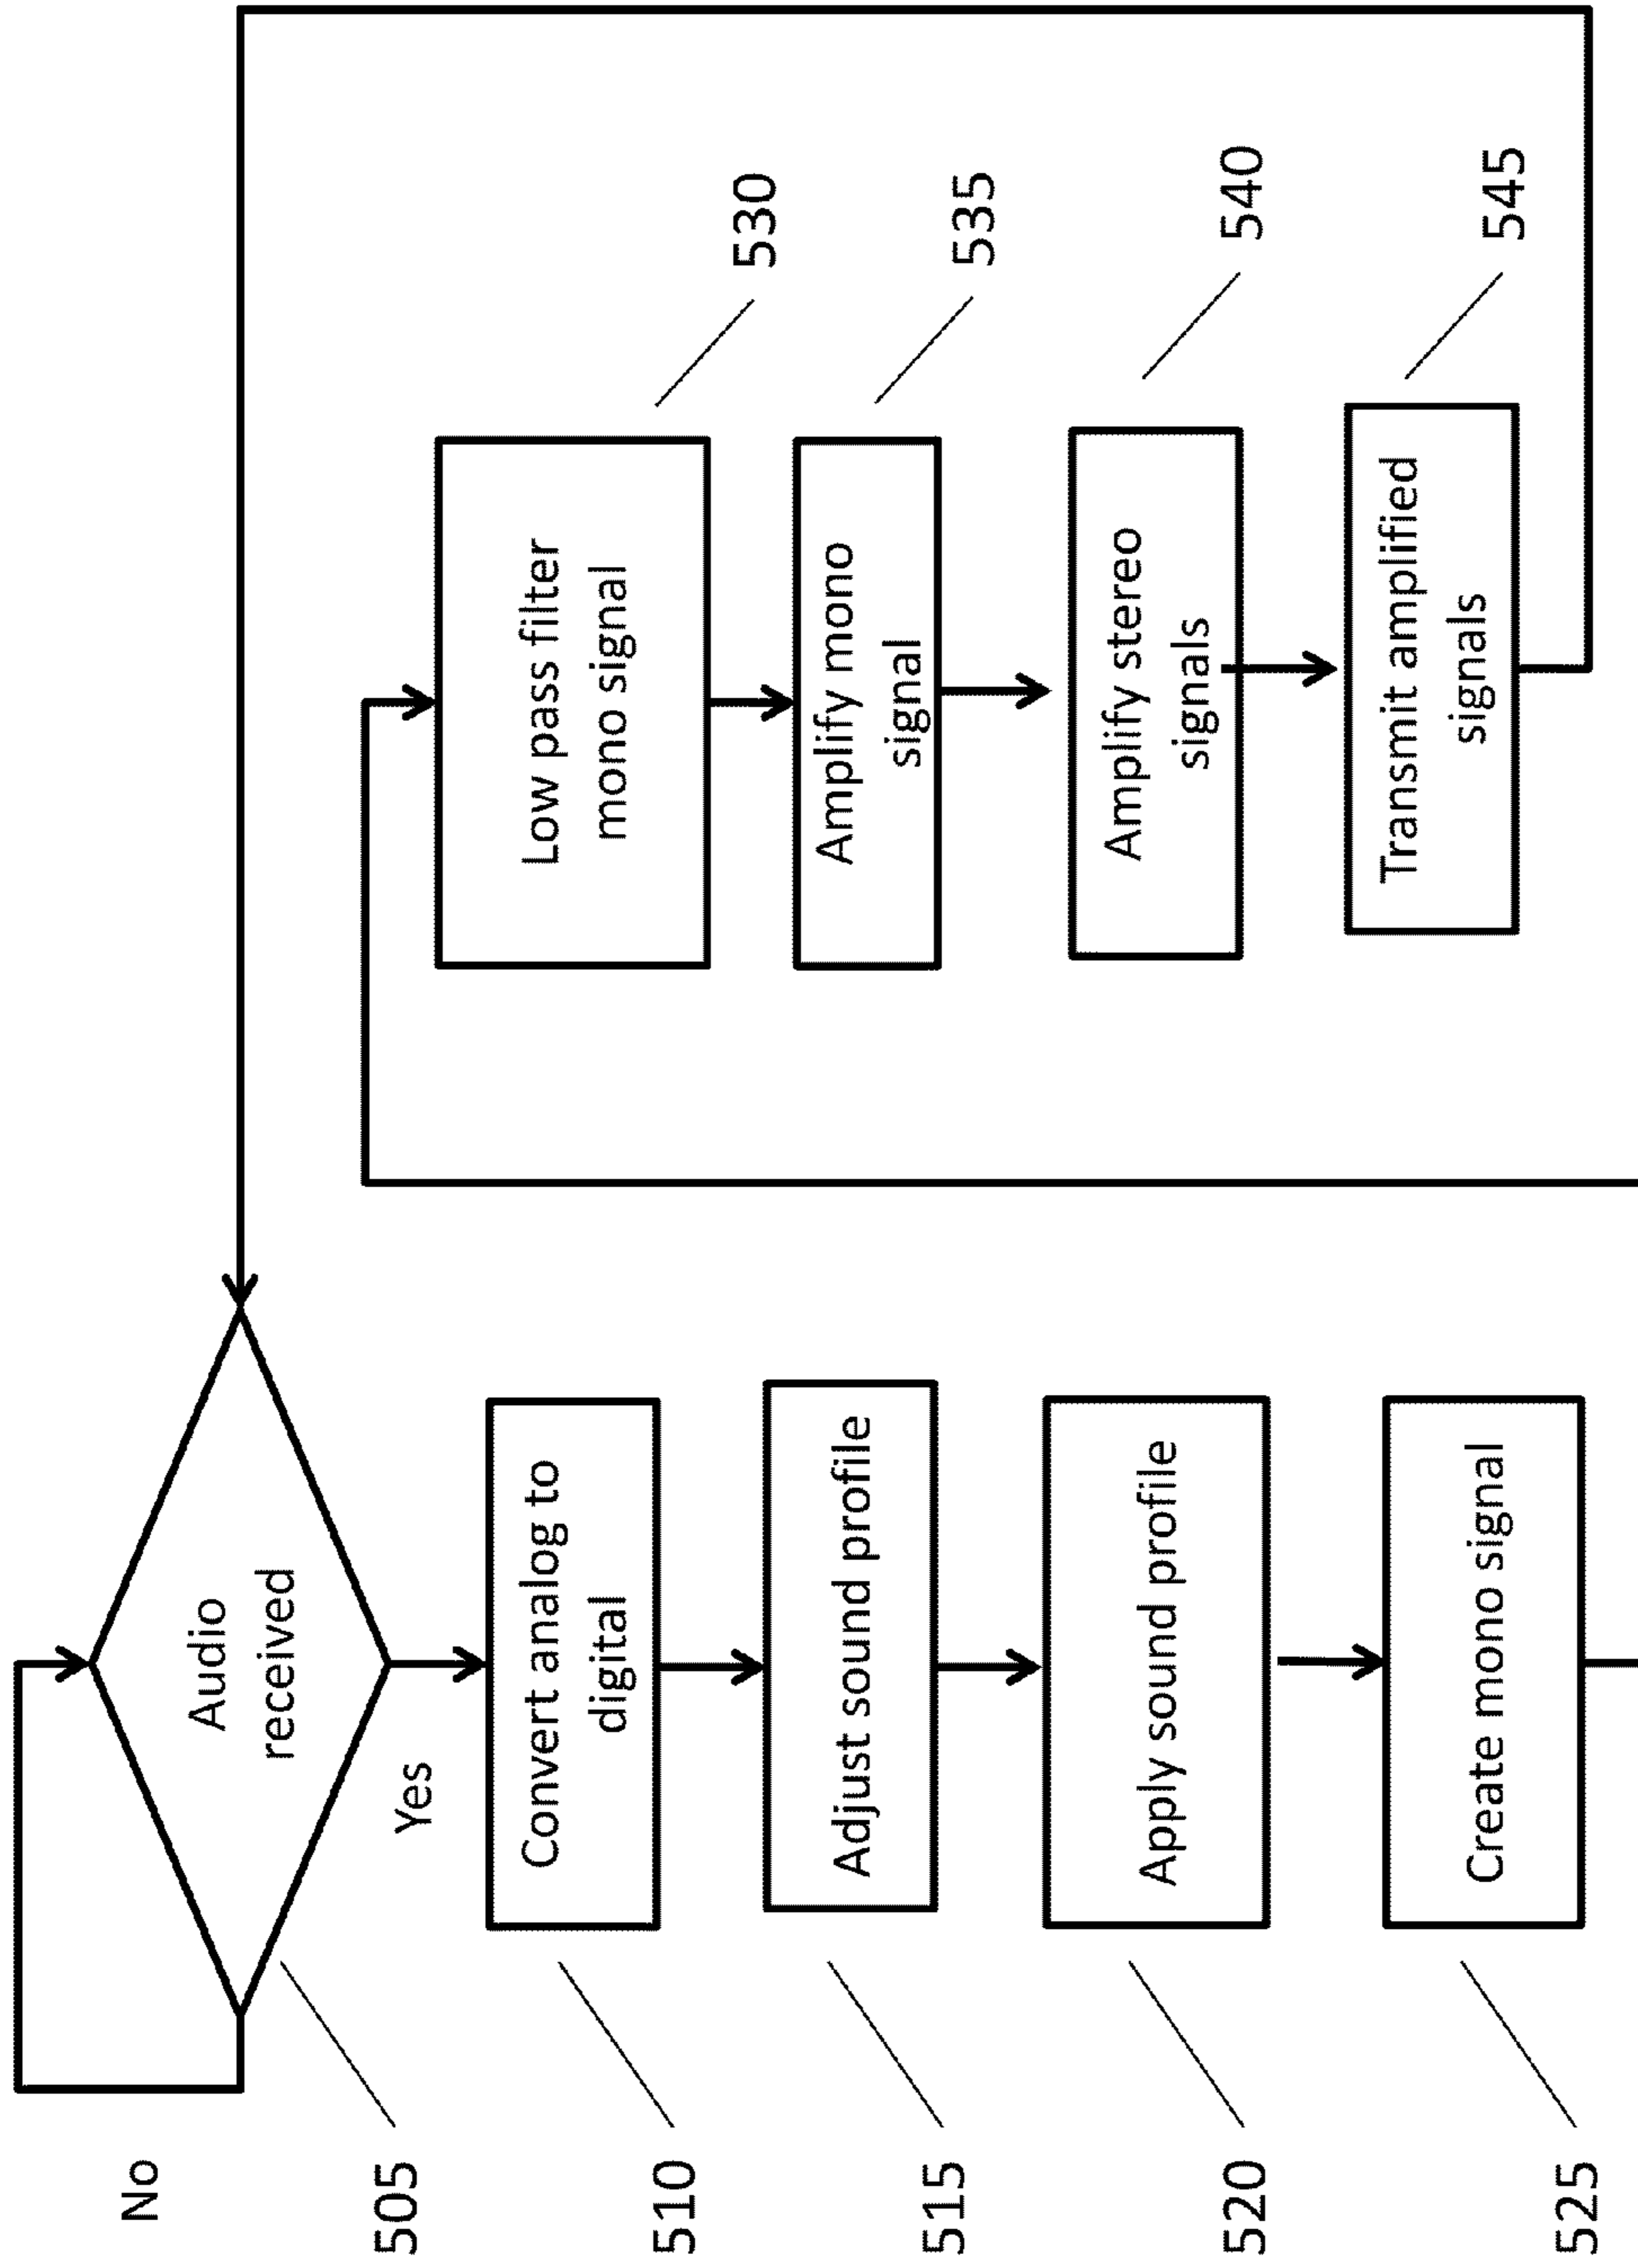 No
505
Audio
received
Yes
510
Convert analog to
digital
515
Adjust sound profile
520
Apply sound profile
525
Create mono signal
Low pass filter
mono signal
530
Amplify mono
signal
535
Amplify stereo
signals
540
Transmit amplified
signals
545